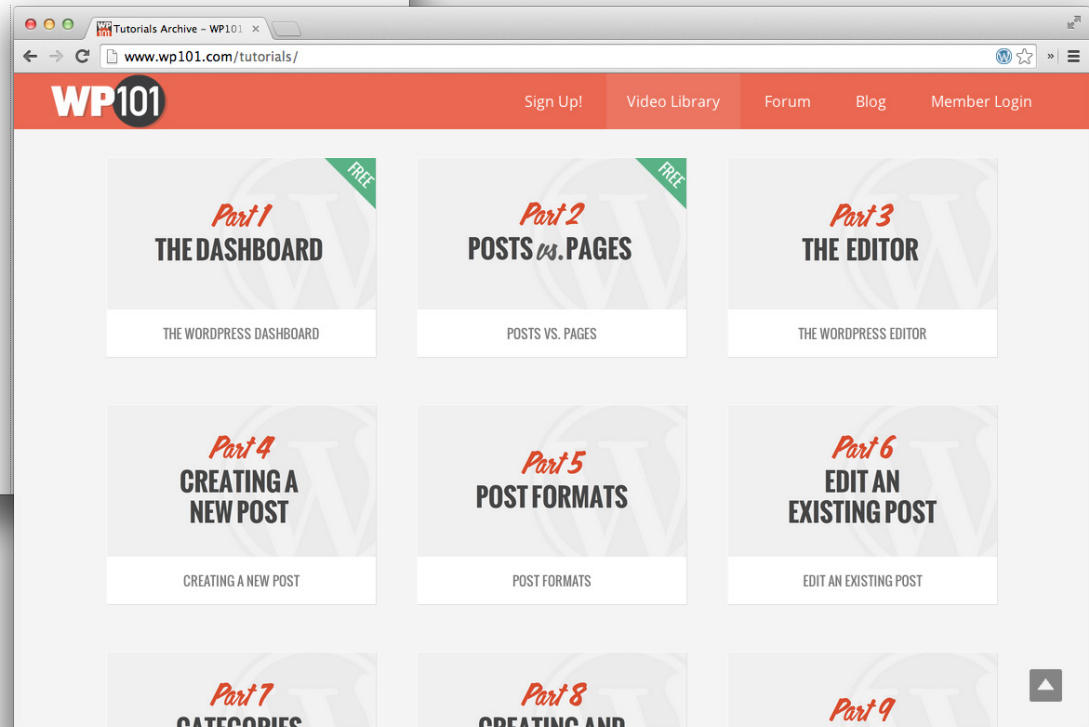 Tutorials Archive – WP101
www.wp101.com/tutorials/
WP101
Sign Up!
Video Library
Forum
Blog
Member Login
FREE
Part 1
THE DASHBOARD
THE WORDPRESS DASHBOARD
FREE
Part 2
POSTS vs. PAGES
POSTS VS. PAGES
Part 3
THE EDITOR
THE WORDPRESS EDITOR
Part 4
CREATING A
NEW POST
CREATING A NEW POST
Part 5
POST FORMATS
POST FORMATS
Part 6
EDIT AN
EXISTING POST
EDIT AN EXISTING POST
Part 7
CATEGORIES
Part 8
CREATING AND
Part 9